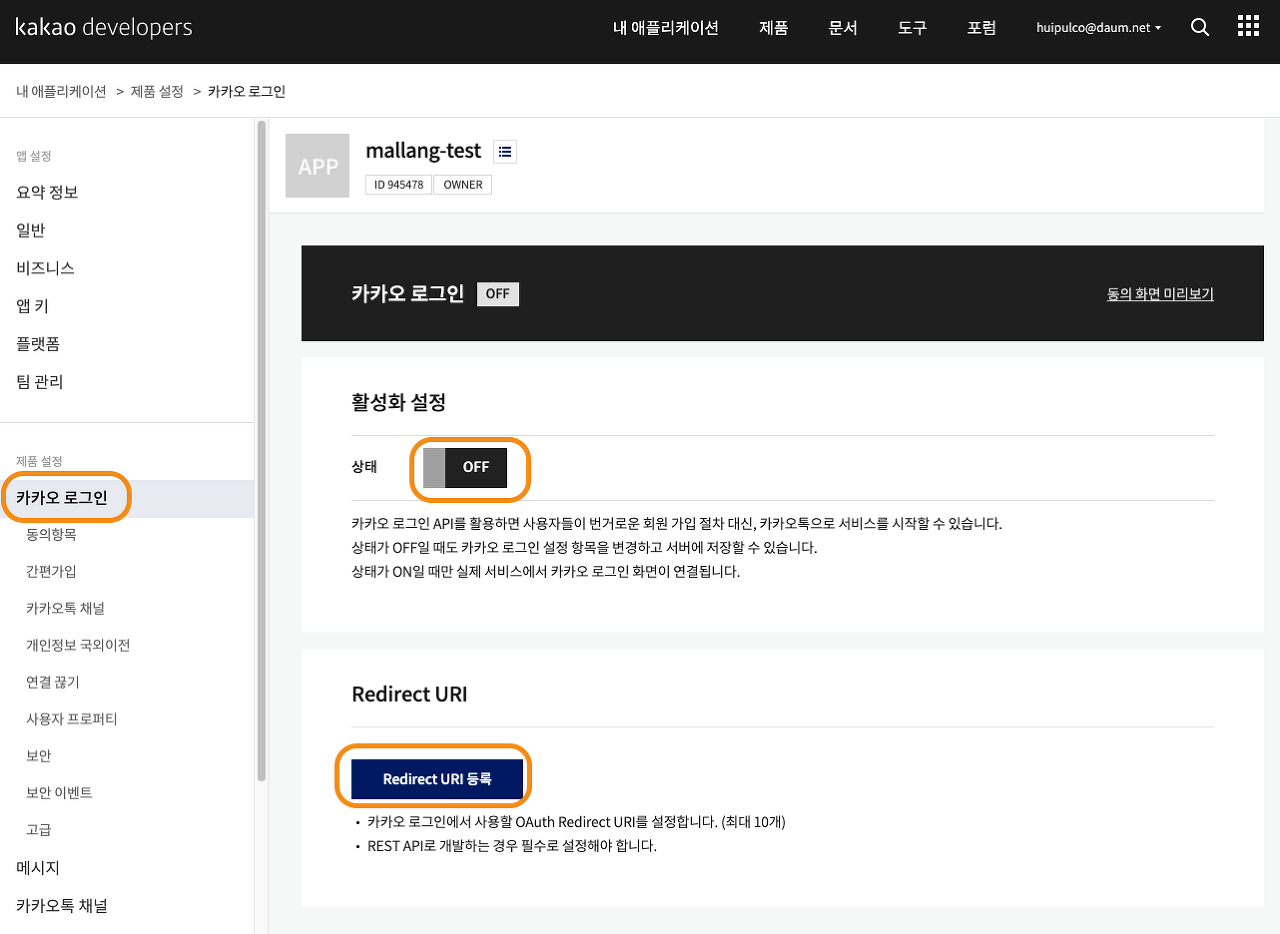 kakao developers
내 애플리케이션 제품 문서 도구 포럼 huipulco@daum.net
내 애플리케이션 > 제품 설정 > 카카오 로그인
앱 설정
요약 정보
일반
비즈니스
앱 키
플랫폼
팀 관리
제품 설정
카카오 로그인
동의항목
간편가입
카카오톡 채널
개인정보 국외이전
연결 끊기
사용자 프로퍼티
보안
보안 이벤트
고급
메시지
카카오톡 채널
APP
mallang-test
ID 945478 OWNER
카카오 로그인 OFF
동의 화면 미리보기
활성화 설정
상태 OFF
카카오 로그인 API를 활용하면 사용자들이 번거로운 회원 가입 절차 대신, 카카오톡으로 서비스를 시작할 수 있습니다.
상태가 OFF일 때도 카카오 로그인 설정 항목을 변경하고 서버에 저장할 수 있습니다.
상태가 ON일 때만 실제 서비스에서 카카오 로그인 화면이 연결됩니다.
Redirect URI
Redirect URI 등록
• 카카오 로그인에서 사용할 OAuth Redirect URI를 설정합니다. (최대 10개)
• REST API로 개발하는 경우 필수로 설정해야 합니다.